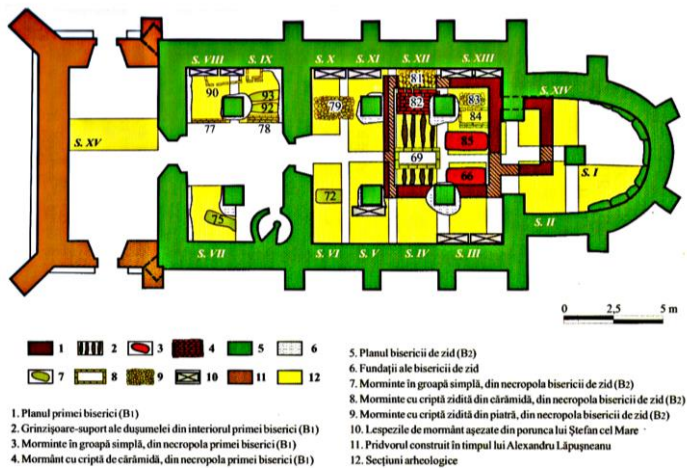 S. VIII S. IX S. X S. XI S. XII S. XIII
S. XIV
90 93 81
92 79 82 83
77 78 84
S. XV 85
69
S. I
66
72
75
S. II
S. VII S. VI S. V S. IV S. III
0 2,5 5 m
1 2 3 4 5 6
7 8 9 10 11 12
1. Planul primei biserici (B1)
2. Grinzișoare-suport ale dușumelei din interiorul primei biserici (B1)
3. Morminte în groapă simplă, din necropola primei biserici (B1)
4. Mormânt cu criptă de cărămidă, din necropola primei biserici (B1)
5. Planul bisericii de zid (B2)
6. Fundații ale bisericii de zid
7. Morminte în groapă simplă, din necropola bisericii de zid (B2)
8. Morminte cu criptă zidită din cărămidă, din necropola bisericii de zid (B2)
9. Morminte cu criptă zidită din piatră, din necropola bisericii de zid (B2)
10. Lespezile de mormânt așezate din porunca lui Ștefan cel Mare
11. Pridvorul construit în timpul lui Alexandru Lăpușneanu
12. Secțiuni arheologice